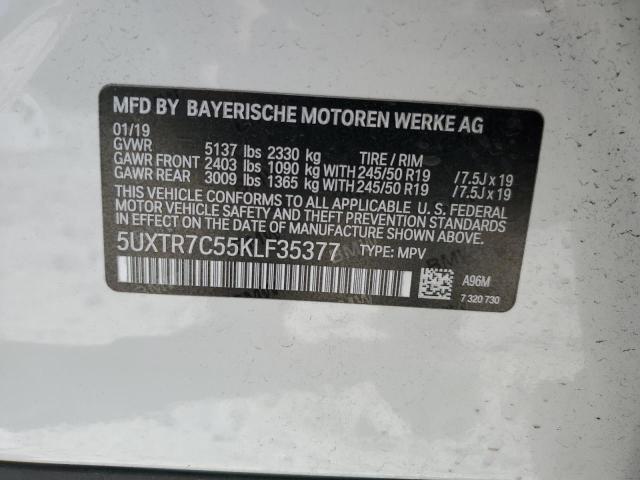 MFD BY BAYERISCHE MOTOREN WERKE AG
01/19
GVWR 5137 lbs 2330 kg TIRE / RIM
GAWR FRONT 2403 lbs 1090 kg WITH 245/50 R19 / 7.5J x 19
GAWR REAR 3009 lbs 1365 kg WITH 245/50 R19 / 7.5J x 19
THIS VEHICLE CONFORMS TO ALL APPLICABLE U. S. FEDERAL
MOTOR VEHICLE SAFETY AND THEFT PREVENTION STANDARDS
IN EFFECT ON THE DATE OF MANUFACTURE SHOWN ABOVE.
5UXTR7C55KLF35377 TYPE: MPV
A96M
7 320 730